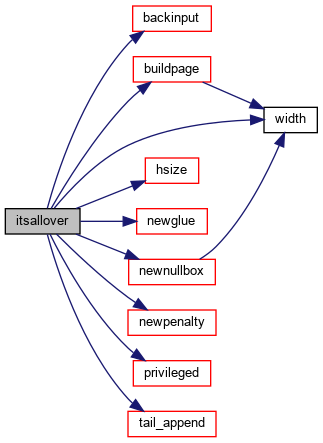 backinput
buildpage
width
hsize
itsallover
newglue
newnullbox
newpenalty
privileged
tail_append